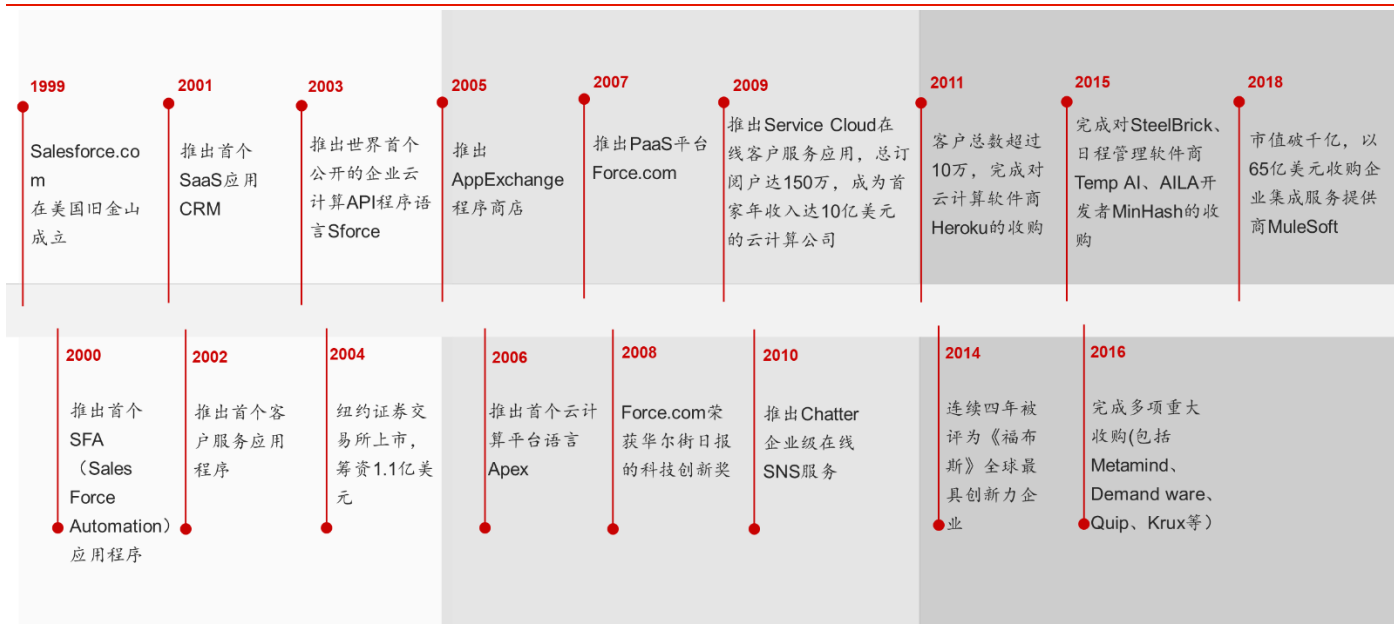 1999
Salesforce.co
m
在美国旧金山
成立
2001
推出首个
SaaS应用
CRM
2003
推出世界首个
公开的企业云
计算API程序语
言Sforce
2005
推出
AppExchange
程序商店
2007
推出PaaS平台
Force.com
2009
推出Service Cloud在
线客户服务应用，总订
阅户达150万，成为首
家年收入达10亿美元
的云计算公司
2011
客户总数超过
10万，完成对
云计算软件商
Heroku的收购
2015
完成对SteelBrick、
日程管理软件商
Temp AI、AILA开
发者MinHash的收
购
2018
市值破千亿，以
65亿美元收购企
业集成服务提供
商MuleSoft
2000
推出首个
SFA
（Sales
Force
Automation）
应用程序
2002
推出首个客
户服务应用
程序
2004
纽约证券交
易所上市，
筹资1.1亿美
元
2006
推出首个云计
算平台语言
Apex
2008
Force.com荣
获华尔街日报
的科技创新奖
2010
推出Chatter
企业级在线
SNS服务
2014
连续四年被
评为《福布
斯》全球最
具创新力企
业
2016
完成多项重大
收购(包括
Metamind、
Demand ware、
Quip、Krux等）